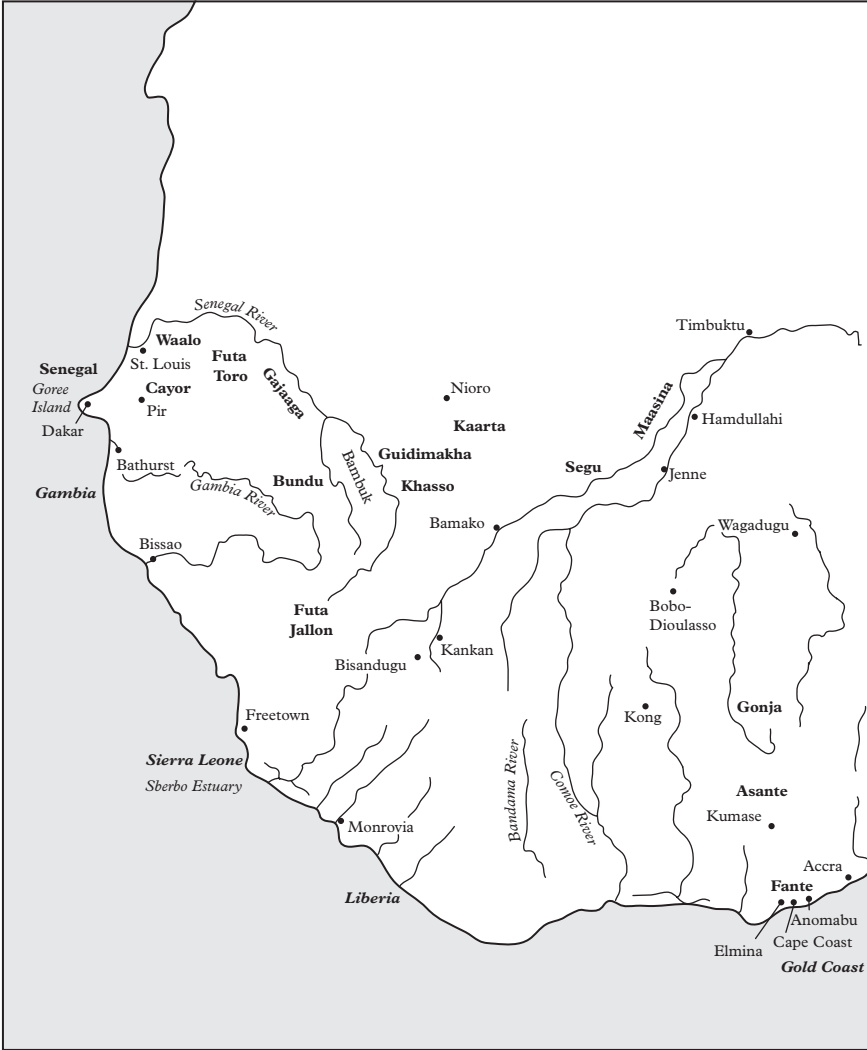 Senegal River
Timbuktu
Waalo
St. Louis
Futa
Toro
Senegal
Goree
Island
Gajaaga
Cayor
Pir
Nioro
Maasina
Dakar
Hamdullahi
Kaarta
Bathurst
Guidimakha
Bambuk
Segu
Jenne
Gambia
Gambia River
Bundu
Khasso
Bamako
Wagadugu
Bissao
Futa
Jallon
Bobo-
Dioulasso
Kankan
Bisandugu
Freetown
Kong
Gonja
Sierra Leone
Sberbo Estuary
Bandama River
Comoe River
Asante
Kumase
Monrovia
Accra
Liberia
Fante
Anomabu
Elmina
Cape Coast
Gold Coast